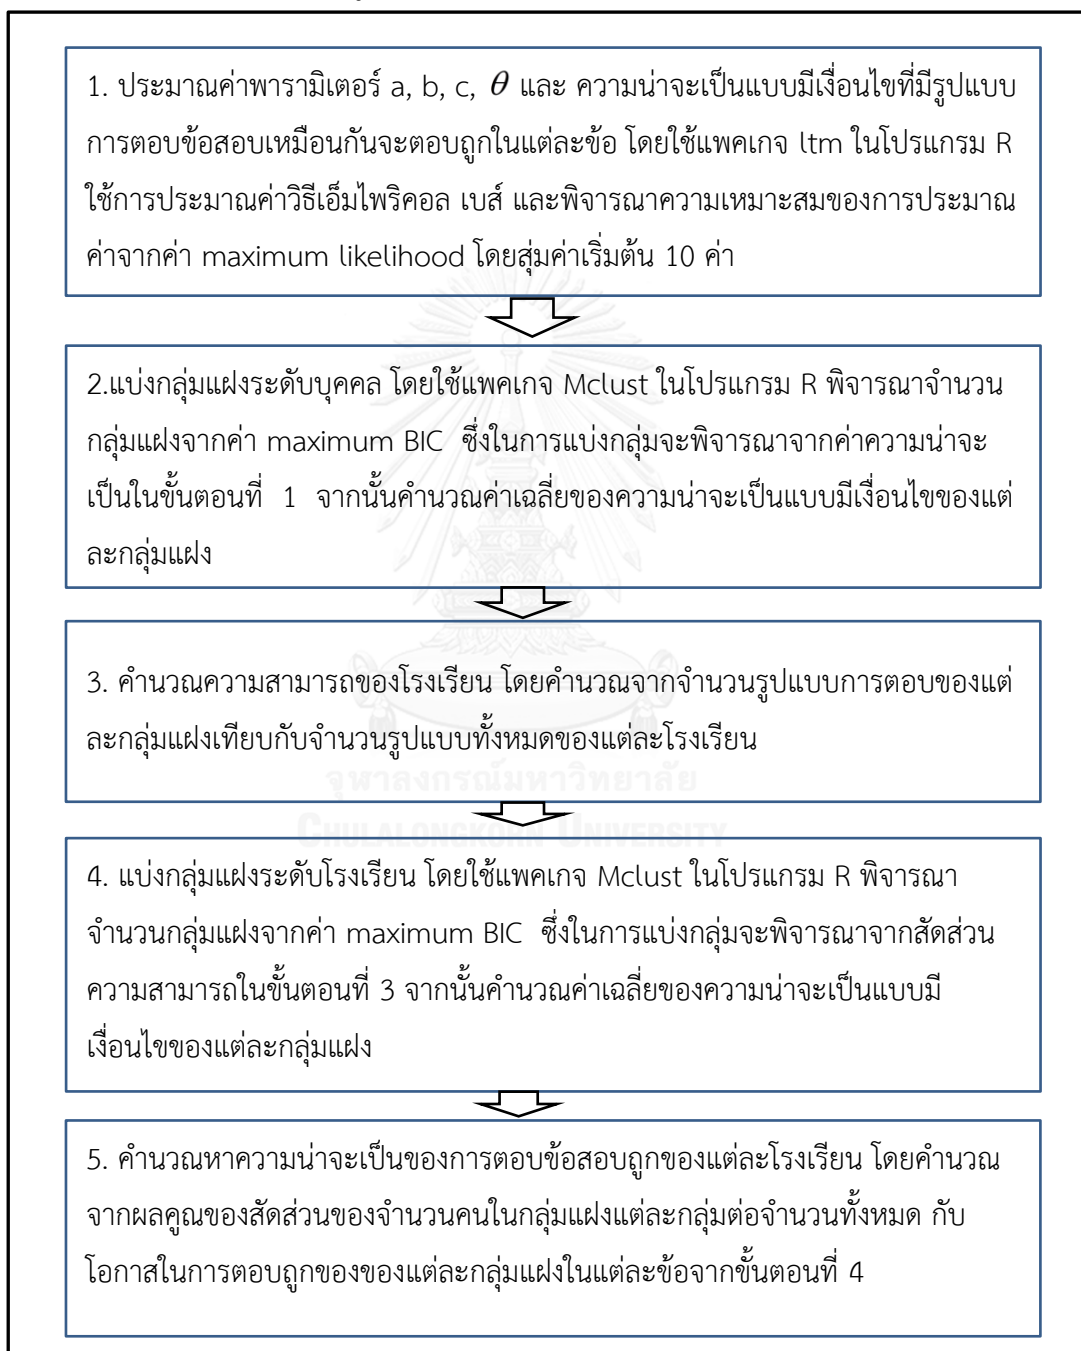 1. ประมาณค่าพารามิเตอร์ a, b, c, θ และ ความน่าจะเป็นแบบมีเงื่อนไขที่มีรูปแบบ
การตอบข้อสอบเหมือนกันจะตอบถูกในแต่ละข้อ โดยใช้แพคเกจ ltm ในโปรแกรม R
ใช้การประมาณค่าวิธีเอ็มไพริคอล เบส์ และพิจารณาความเหมาะสมของการประมาณ
ค่าจากค่า maximum likelihood โดยสุ่มค่าเริ่มต้น 10 ค่า
2.แบ่งกลุ่มแฝงระดับบุคคล โดยใช้แพคเกจ Mclust ในโปรแกรม R พิจารณาจำนวน
กลุ่มแฝงจากค่า maximum BIC ซึ่งในการแบ่งกลุ่มจะพิจารณาจากค่าความน่าจะ
เป็นในขั้นตอนที่ 1 จากนั้นคำนวณค่าเฉลี่ยของความน่าจะเป็นแบบมีเงื่อนไขของแต่
ละกลุ่มแฝง
3. คำนวณความสามารถของโรงเรียน โดยคำนวณจากจำนวนรูปแบบการตอบของแต่
ละกลุ่มแฝงเทียบกับจำนวนรูปแบบทั้งหมดของแต่ละโรงเรียน
จุฬาลงกรณ์มหาวิทยาลัย
CHULALONGKORN UNIVERSITY
4. แบ่งกลุ่มแฝงระดับโรงเรียน โดยใช้แพคเกจ Mclust ในโปรแกรม R พิจารณา
จำนวนกลุ่มแฝงจากค่า maximum BIC ซึ่งในการแบ่งกลุ่มจะพิจารณาจากสัดส่วน
ความสามารถในขั้นตอนที่ 3 จากนั้นคำนวณค่าเฉลี่ยของความน่าจะเป็นแบบมี
เงื่อนไขของแต่ละกลุ่มแฝง
5. คำนวณหาความน่าจะเป็นของการตอบข้อสอบถูกของแต่ละโรงเรียน โดยคำนวณ
จากผลคูณของสัดส่วนของจำนวนคนในกลุ่มแฝงแต่ละกลุ่มต่อจำนวนทั้งหมด กับ
โอกาสในการตอบถูกของของแต่ละกลุ่มแฝงในแต่ละข้อจากขั้นตอนที่ 4